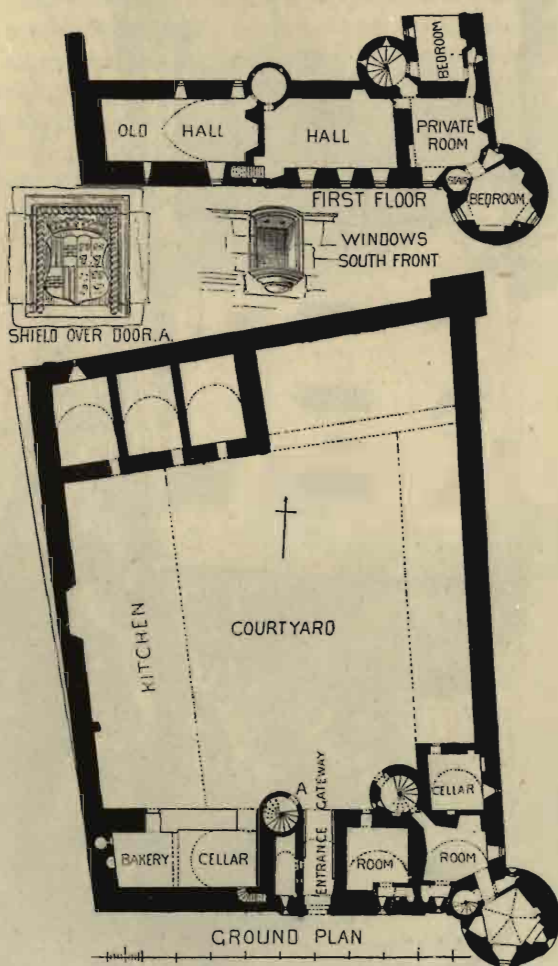 BEDROOM
OLD HALL
HALL
PRIVATE
ROOM
STAIR
BEDROOM
FIRST FLOOR
WINDOWS
SOUTH FRONT
SHIELD OVER DOOR.A.
KITCHEN
COURTYARD
A
ENTRANCE GATEWAY
CELLAR
BAKERY
CELLAR
ROOM
ROOM
GROUND PLAN